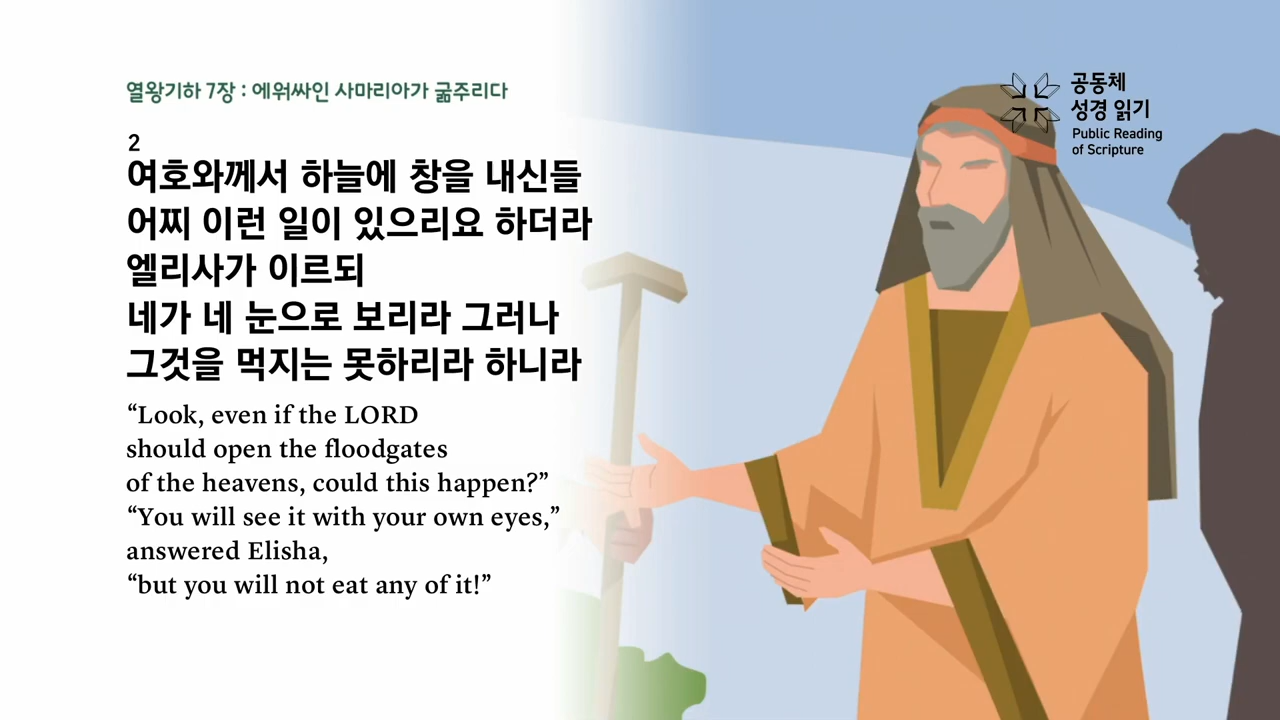 열왕기하 7장 : 에워싸인 사마리아가 굶주리다
공동체
성경 읽기
Public Reading
of Scripture
2
여호와께서 하늘에 창을 내신들
어찌 이런 일이 있으리요 하더라
엘리사가 이르되
네가 네 눈으로 보리라 그러나
그것을 먹지는 못하리라 하니라
“Look, even if the LORD
should open the floodgates
of the heavens, could this happen?”
“You will see it with your own eyes,”
answered Elisha,
“but you will not eat any of it!”